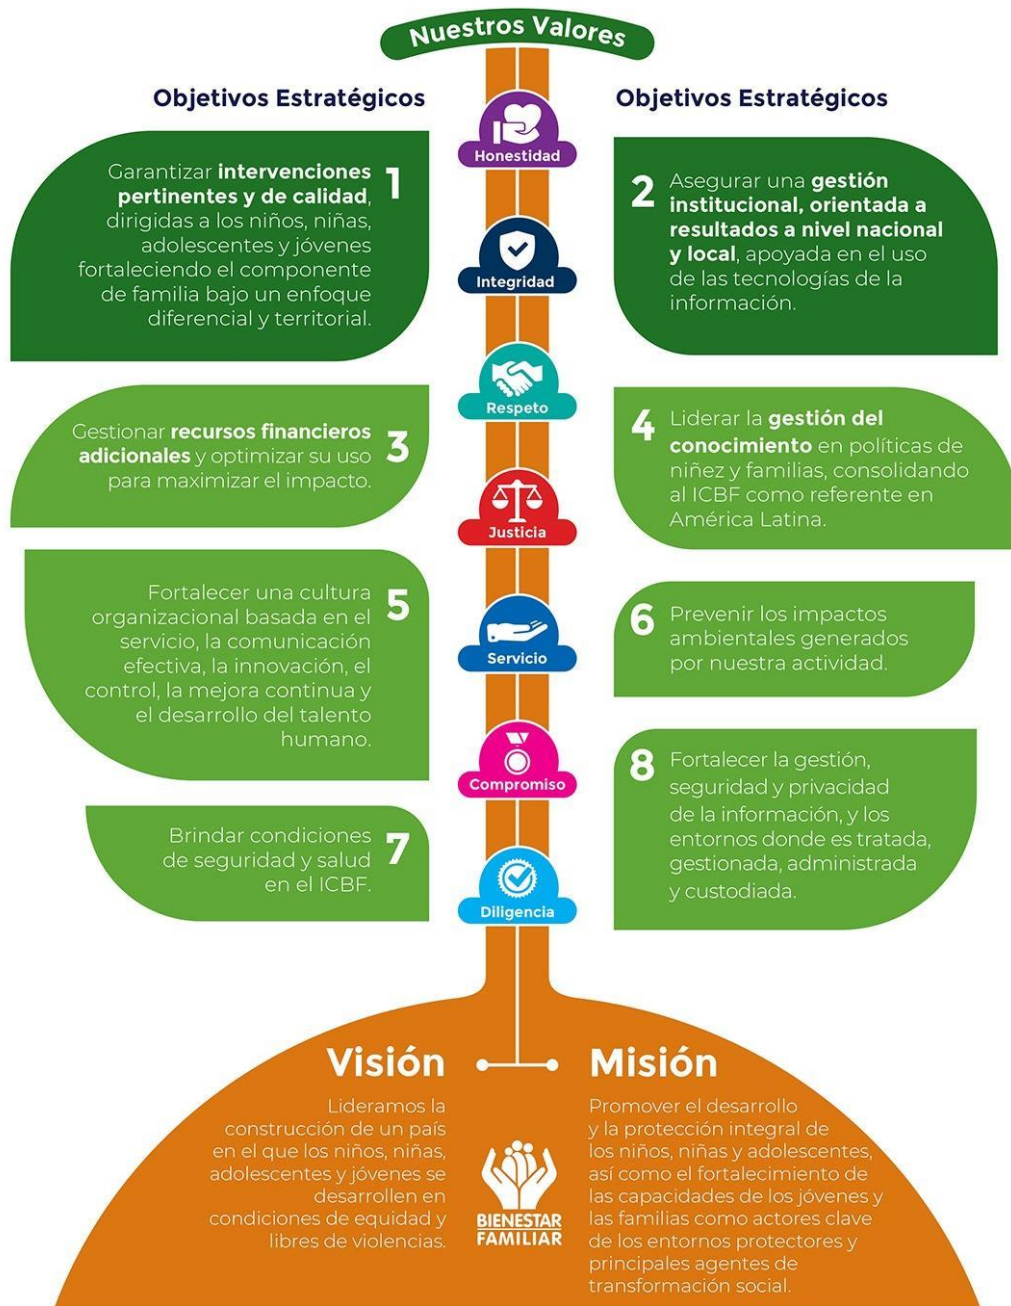 Nuestros Valores
Objetivos Estratégicos
Objetivos Estratégicos
Honestidad
Integridad
Respeto
Justicia
Servicio
Compromiso
Diligencia
1
Garantizar intervenciones
pertinentes y de calidad,
dirigidas a los niños, niñas,
adolescentes y jóvenes
fortaleciendo el componente
de familia bajo un enfoque
diferencial y territorial.
2
Asegurar una gestión
institucional, orientada a
resultados a nivel nacional
y local, apoyada en el uso
de las tecnologías de la
información.
3
Gestionar recursos financieros
adicionales y optimizar su uso
para maximizar el impacto.
4
Liderar la gestión del
conocimiento en políticas de
niñez y familias, consolidando
al ICBF como referente en
América Latina.
5
Fortalecer una cultura
organizacional basada en el
servicio, la comunicación
efectiva, la innovación, el
control, la mejora continua y
el desarrollo del talento
humano.
6
Prevenir los impactos
ambientales generados
por nuestra actividad.
7
Brindar condiciones
de seguridad y salud
en el ICBF.
8
Fortalecer la gestión,
seguridad y privacidad
de la información, y los
entornos donde es tratada,
gestionada, administrada
y custodiada.
Visión
Lideramos la
construcción de un país
en el que los niños, niñas,
adolescentes y jóvenes se
desarrollen en
condiciones de equidad y
libres de violencias.
BIENESTAR
FAMILIAR
Misión
Promover el desarrollo
y la protección integral de
los niños, niñas y adolescentes,
así como el fortalecimiento de
las capacidades de los jóvenes y
las familias como actores clave
de los entornos protectores y
principales agentes de
transformación social.